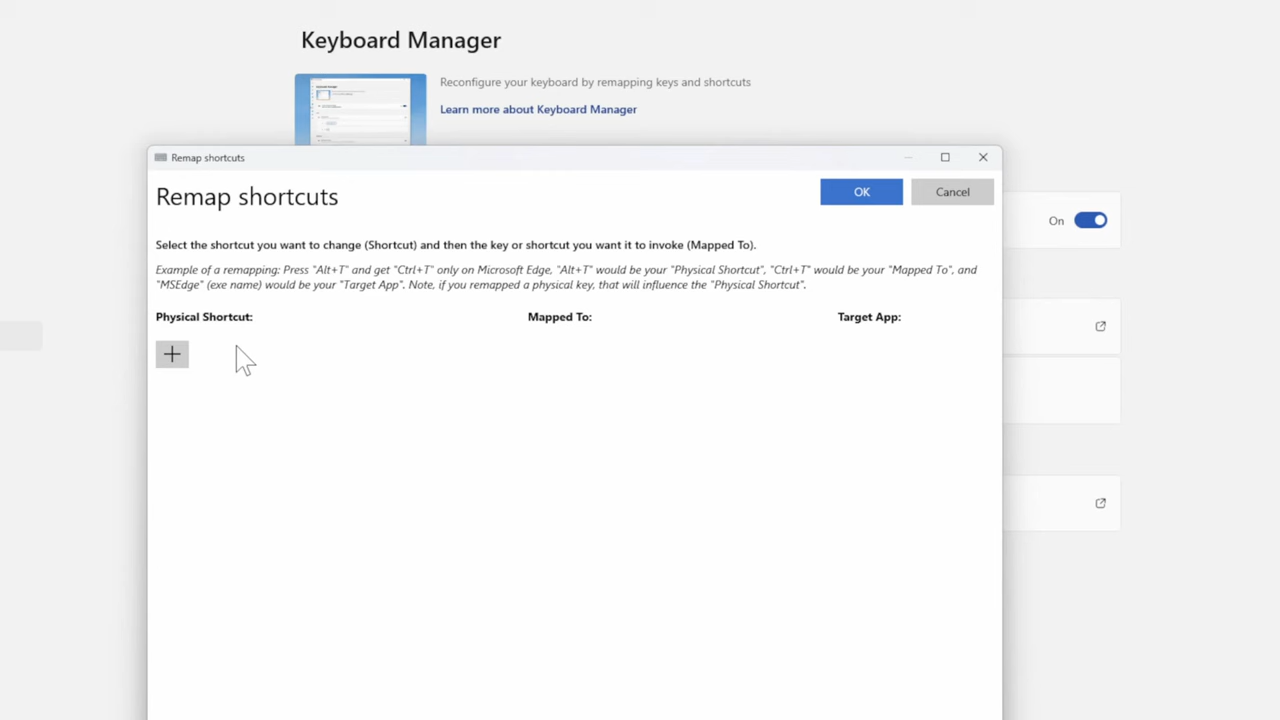 Keyboard Manager
Reconfigure your keyboard by remapping keys and shortcuts
Learn more about Keyboard Manager
Remap shortcuts
Remap shortcuts
OK
Cancel
Select the shortcut you want to change (Shortcut) and then the key or shortcut you want it to invoke (Mapped To).
Example of a remapping: Press "Alt+T" and get "Ctrl+T" only on Microsoft Edge, "Alt+T" would be your "Physical Shortcut", "Ctrl+T" would be your "Mapped To", and
"MSEdge" (exe name) would be your "Target App". Note, if you remapped a physical key, that will influence the "Physical Shortcut".
Physical Shortcut:
Mapped To:
Target App:
On